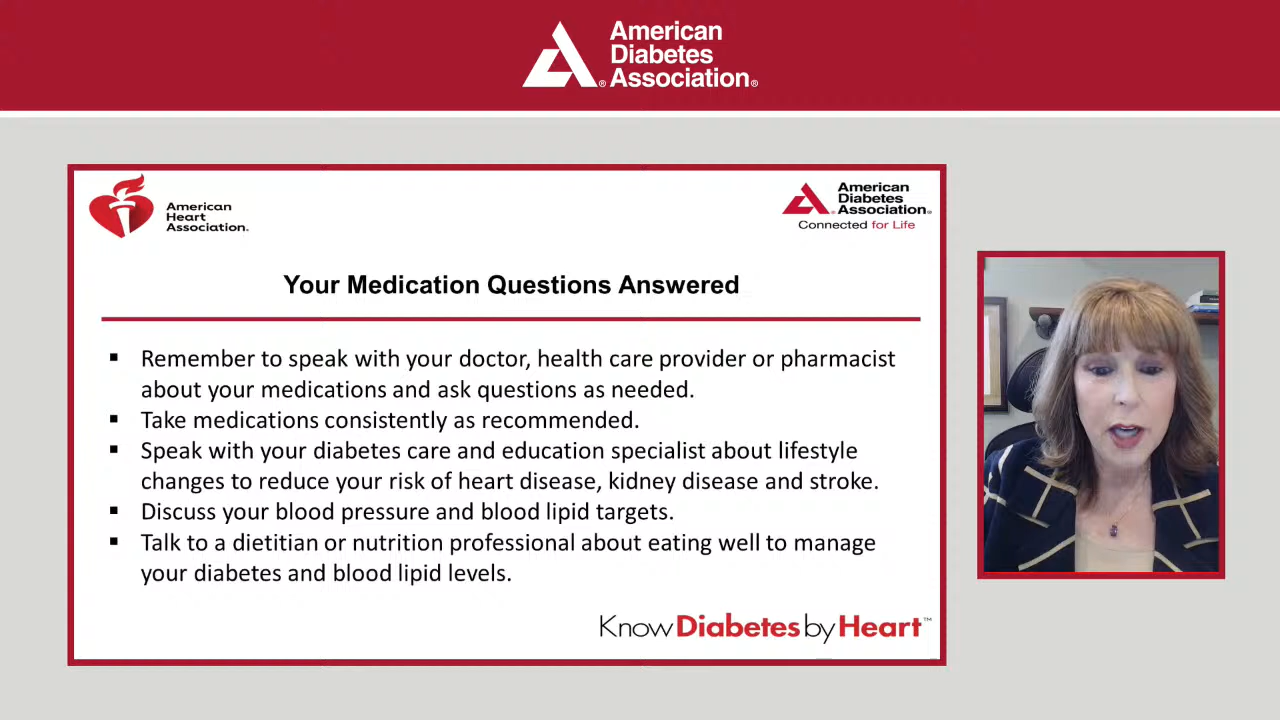 American
Diabetes
Association®
American
Heart
Association.
American
Diabetes
Association®
Connected for Life
Your Medication Questions Answered
▪ Remember to speak with your doctor, health care provider or pharmacist
about your medications and ask questions as needed.
▪ Take medications consistently as recommended.
▪ Speak with your diabetes care and education specialist about lifestyle
changes to reduce your risk of heart disease, kidney disease and stroke.
▪ Discuss your blood pressure and blood lipid targets.
▪ Talk to a dietitian or nutrition professional about eating well to manage
your diabetes and blood lipid levels.
Know Diabetes by Heart™